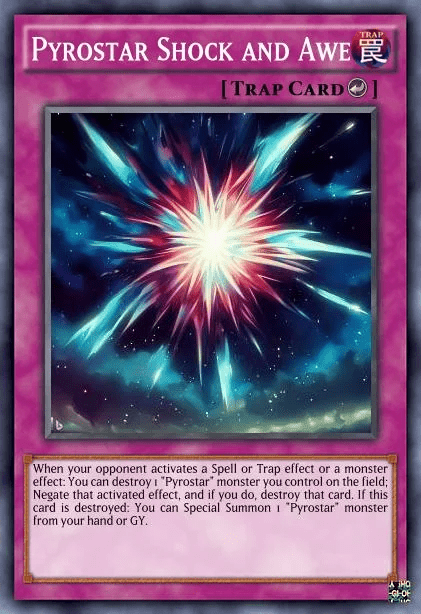 PYROSTAR SHOCK AND AWE
TRAP
罠
[TRAP CARD]
When your opponent activates a Spell or Trap effect or a monster
effect: You can destroy 1 "Pyrostar" monster you control on the field;
Negate that activated effect, and if you do, destroy that card. If this
card is destroyed: You can Special Summon 1 "Pyrostar" monster
from your hand or GY.